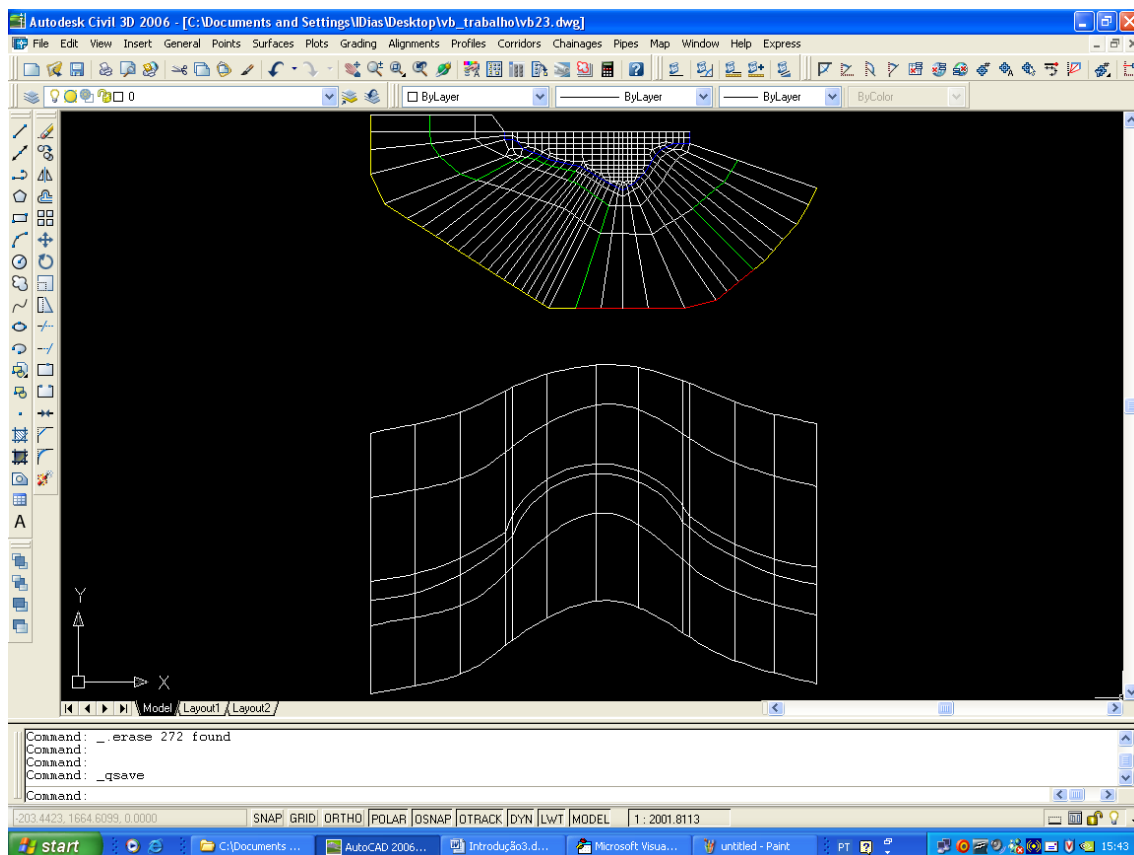 Autodesk Civil 3D 2006 - [C:\Documents and Settings\IDias\Desktop\vb_trabalho\vb23.dwg]
File Edit View Insert General Points Surfaces Plots Grading Alignments Profiles Corridors Chainages Pipes Map Window Help Express
0 ByLayer ByLayer ByLayer ByColor
A
Y
X
Model Layout1 Layout2
Command: _.erase 272 found
Command:
Command:
Command: _qsave
Command:
-203.4423, 1664.6099, 0.0000 SNAP GRID ORTHO POLAR OSNAP OTRACK DYN LWT MODEL 1 : 2001.8113
start C:\Documents ... AutoCAD 2006... Introdução3.d... Microsoft Visua... untitled - Paint PT 15:43